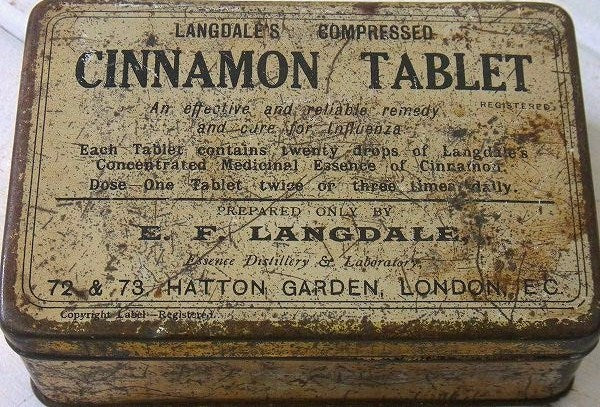 LANGDALE'S COMPRESSED
CINNAMON TABLET
REGISTERED
An effective and reliable remedy
and cure for Influenza
Each Tablet contains twenty drops of Langdale's
Concentrated Medicinal Essence of Cinnamon.
Dose One Tablet twice or three times daily.
PREPARED ONLY BY
E. F. LANGDALE,
Essence Distillery & Laboratory
72 & 73, HATTON GARDEN, LONDON, E.C.
Copyright Label—Registered.